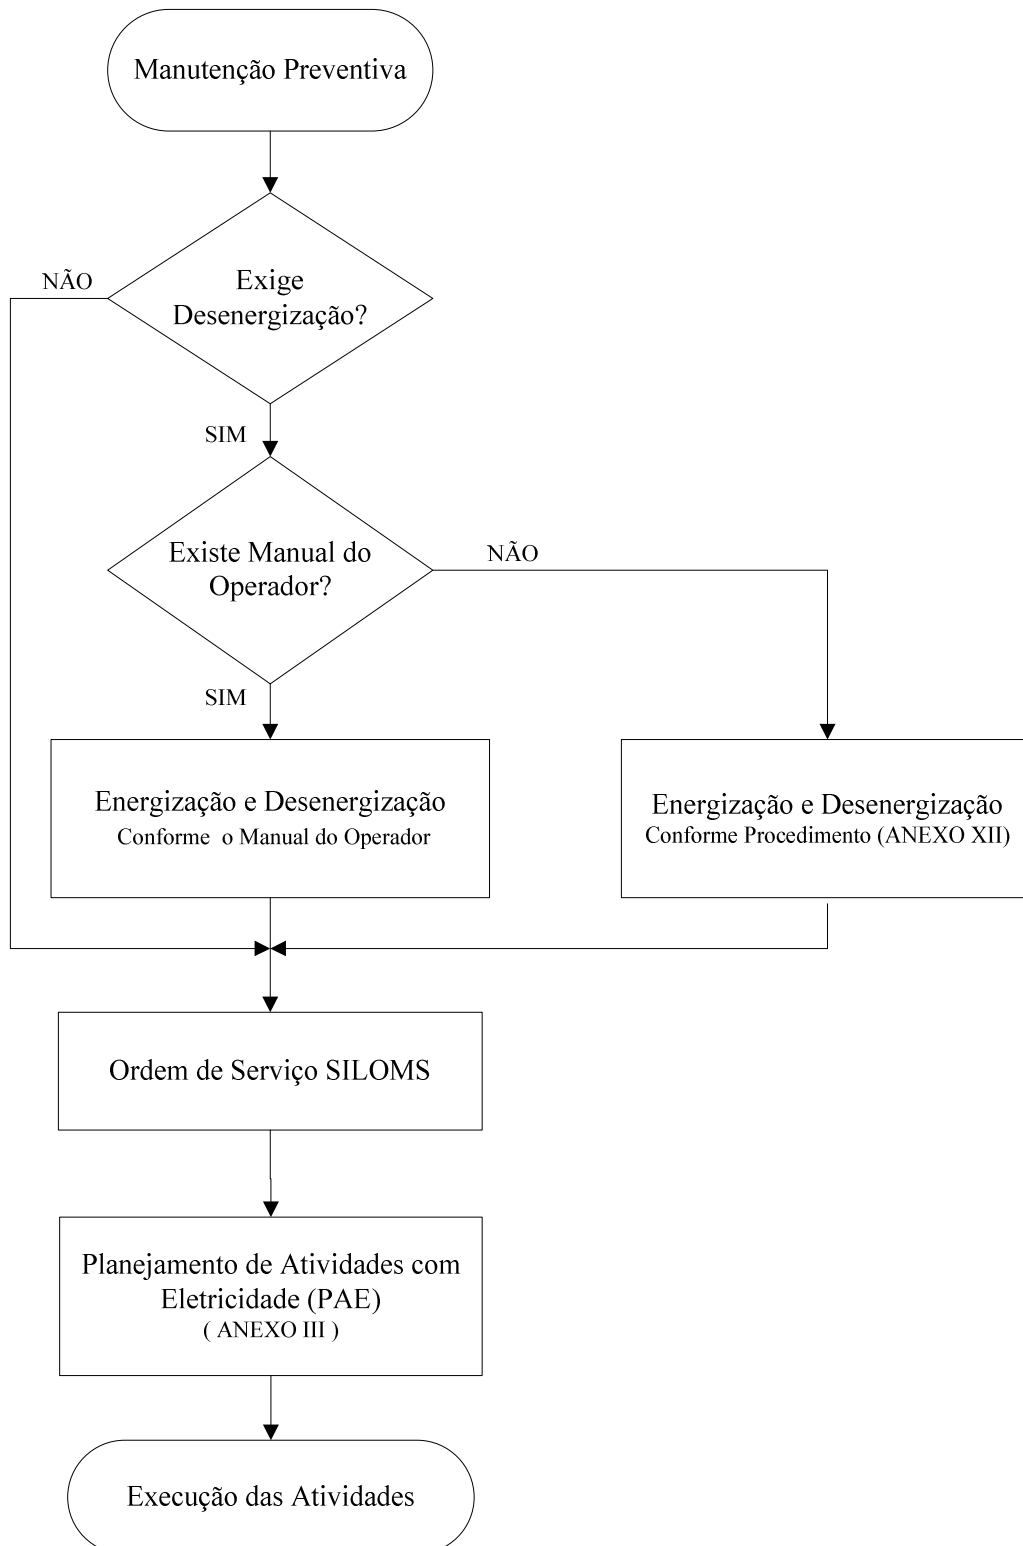 Manutenção Preventiva
NÃO
Exige
Desenergização?
SIM
Existe Manual do
Operador?
NÃO
SIM
Energização e Desenergização
Conforme o Manual do Operador
Energização e Desenergização
Conforme Procedimento (ANEXO XII)
Ordem de Serviço SILOMS
Planejamento de Atividades com
Eletricidade (PAE)
( ANEXO III )
Execução das Atividades